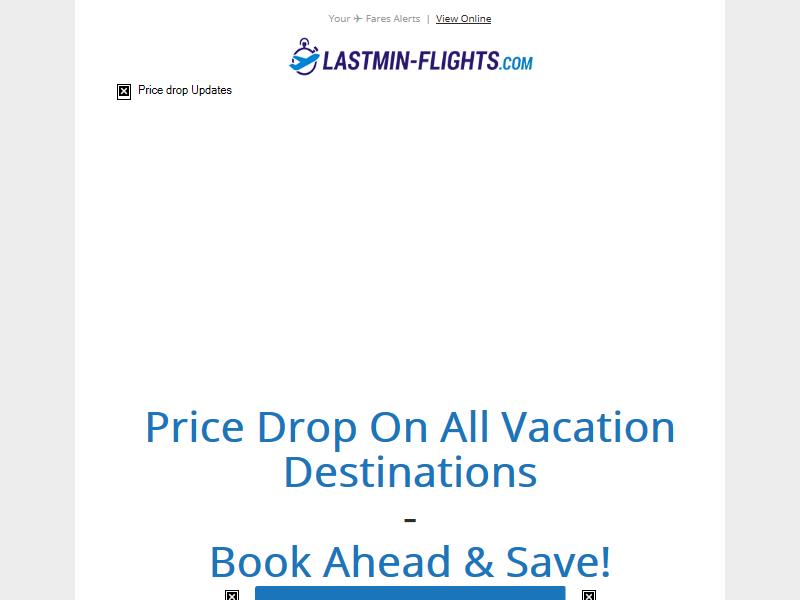 Your ✈ Fares Alerts | View Online
LASTMIN-FLIGHTS.COM
Price drop Updates
Price Drop On All Vacation
Destinations
-
Book Ahead & Save!